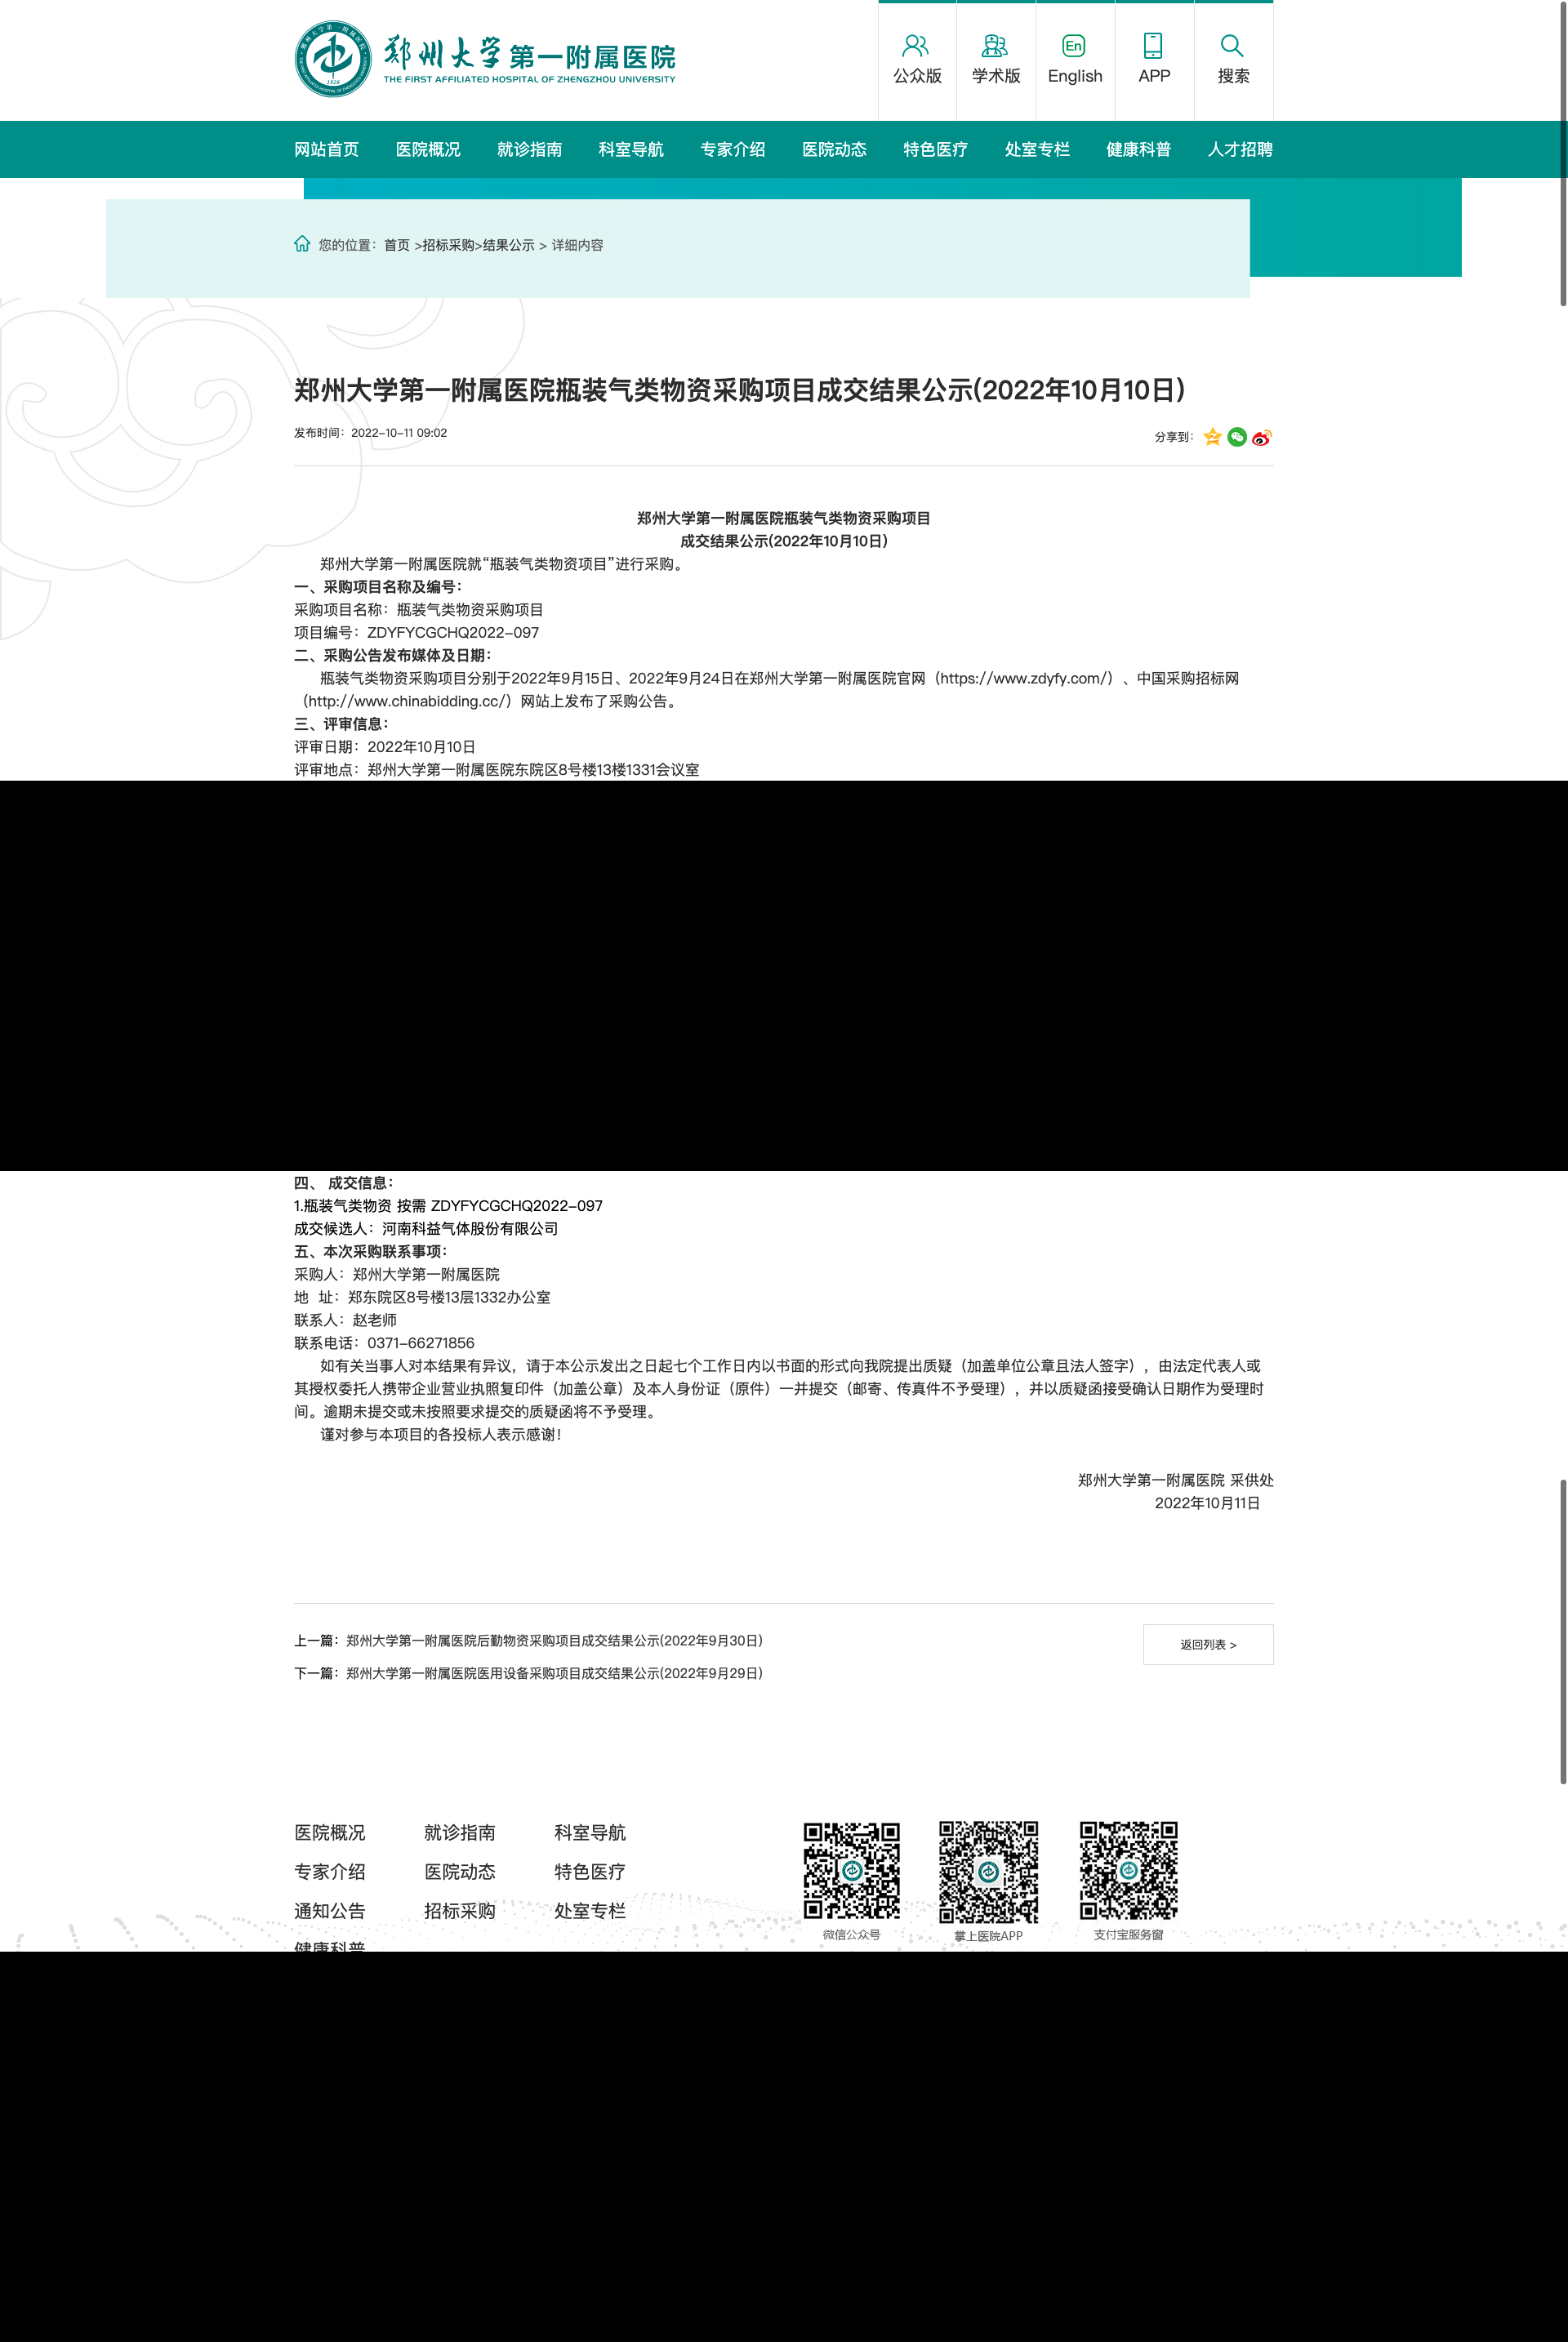 郑州大学第一附属医院
THE FIRST AFFILIATED HOSPITAL OF ZHENGZHOU UNIVERSITY
1928
公众版
学术版
En
English
APP
搜索
网站首页 医院概况 就诊指南 科室导航 专家介绍 医院动态 特色医疗 处室专栏 健康科普 人才招聘
您的位置：首页 >招标采购>结果公示 > 详细内容
郑州大学第一附属医院瓶装气类物资采购项目成交结果公示(2022年10月10日)
发布时间：2022-10-11 09:02
分享到：
郑州大学第一附属医院瓶装气类物资采购项目
成交结果公示(2022年10月10日)
郑州大学第一附属医院就“瓶装气类物资项目”进行采购。
一、采购项目名称及编号：
采购项目名称：瓶装气类物资采购项目
项目编号：ZDYFYCGCHQ2022-097
二、采购公告发布媒体及日期：
瓶装气类物资采购项目分别于2022年9月15日、2022年9月24日在郑州大学第一附属医院官网（https://www.zdyfy.com/）、中国采购招标网
（http://www.chinabidding.cc/）网站上发布了采购公告。
三、评审信息：
评审日期：2022年10月10日
评审地点：郑州大学第一附属医院东院区8号楼13楼1331会议室
四、 成交信息：
1.瓶装气类物资 按需 ZDYFYCGCHQ2022-097
成交候选人：河南科益气体股份有限公司
五、本次采购联系事项：
采购人：郑州大学第一附属医院
地  址：郑东院区8号楼13层1332办公室
联系人：赵老师
联系电话：0371-66271856
如有关当事人对本结果有异议，请于本公示发出之日起七个工作日内以书面的形式向我院提出质疑（加盖单位公章且法人签字），由法定代表人或
其授权委托人携带企业营业执照复印件（加盖公章）及本人身份证（原件）一并提交（邮寄、传真件不予受理），并以质疑函接受确认日期作为受理时
间。逾期未提交或未按照要求提交的质疑函将不予受理。
谨对参与本项目的各投标人表示感谢！
郑州大学第一附属医院 采供处
2022年10月11日
上一篇：郑州大学第一附属医院后勤物资采购项目成交结果公示(2022年9月30日)
返回列表 >
下一篇：郑州大学第一附属医院医用设备采购项目成交结果公示(2022年9月29日)
医院概况 就诊指南 科室导航
专家介绍 医院动态 特色医疗
通知公告 招标采购 处室专栏
健康科普
微信公众号
掌上医院APP
支付宝服务窗